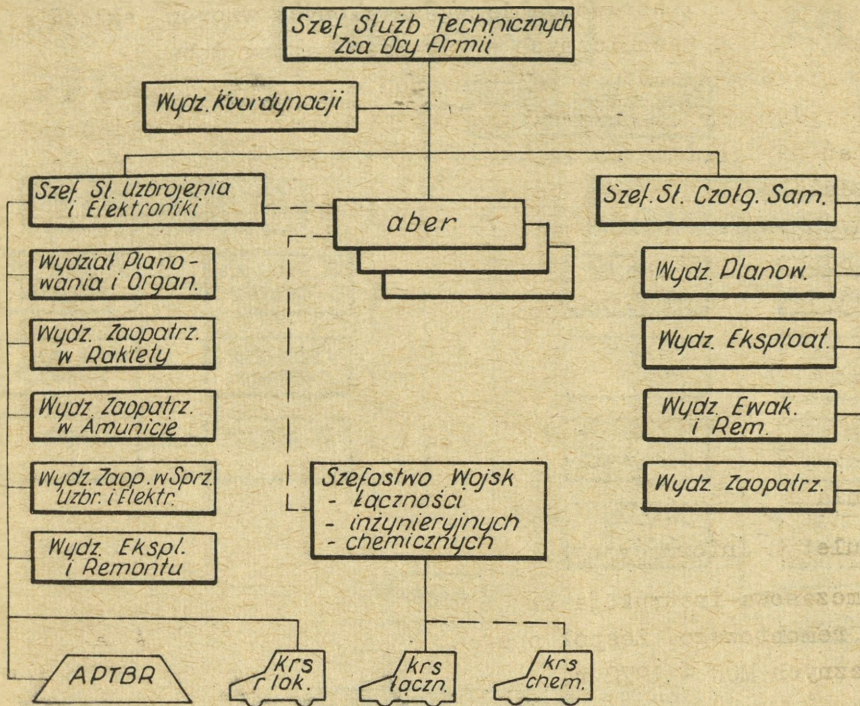 Szef Służb Technicznych
Zca Dcy Armii
Wydz. Koordynacji
Szef. Sł. Uzbrojenia
i Elektroniki
aber
Szef. Sł. Czołg. Sam.
Wydział Plano-
wania i Organ.
Wydz. Planow.
Wydz. Zaopatrz.
w Rakiety
Wydz. Eksploat.
Wydz. Zaopatrz.
w Amunicję
Wydz. Ewak.
i Rem.
Wydz. Zaop. w Sprz.
Uzbr. i Elektr.
Szefostwo Wojsk
- łączności
- inżynieryjnych
- chemicznych
Wydz. Zaopatrz.
Wydz. Ekspl.
i Remontu
APTBR
krs
r lok.
krs
łączn.
krs
chem.